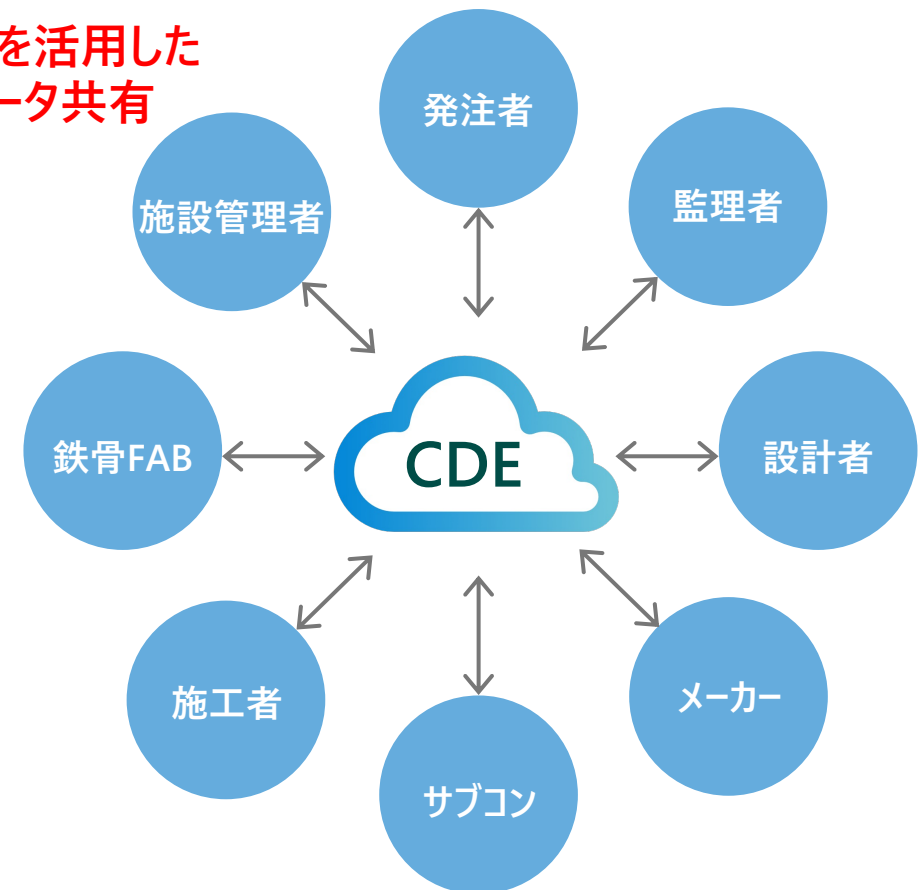 を活用した
ータ共有
発注者
監理者
施設管理者
CDE
鉄骨FAB
設計者
施工者
メーカー
サブコン